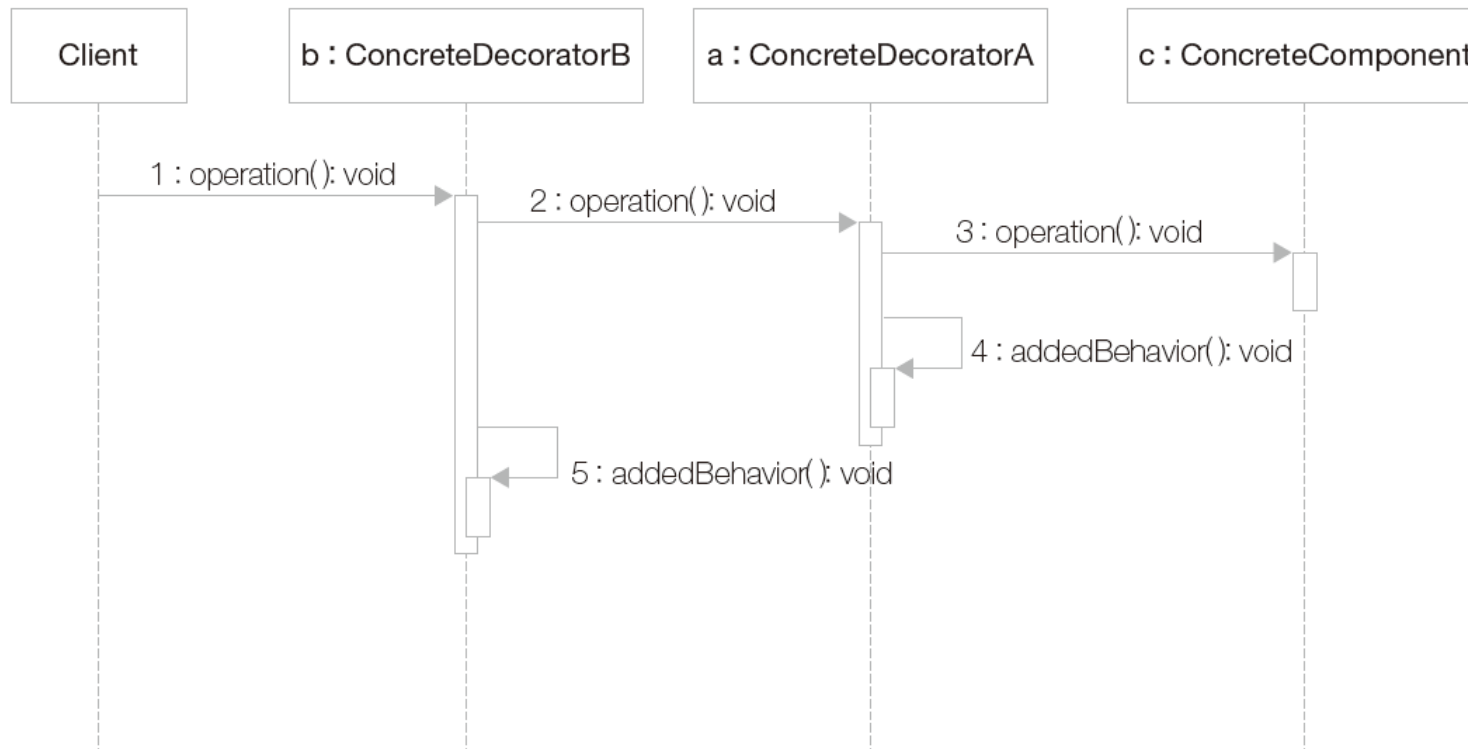 Client
b : ConcreteDecoratorB
a : ConcreteDecoratorA
c : ConcreteComponent
1 : operation(): void
2 : operation(): void
3 : operation(): void
4 : addedBehavior(): void
5 : addedBehavior(): void